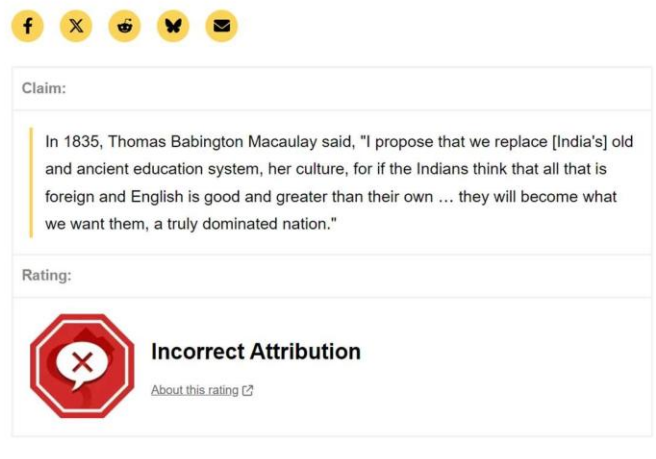 Claim:
In 1835, Thomas Babington Macaulay said, "I propose that we replace [India's] old
and ancient education system, her culture, for if the Indians think that all that is
foreign and English is good and greater than their own … they will become what
we want them, a truly dominated nation."
Rating:
Incorrect Attribution
About this rating